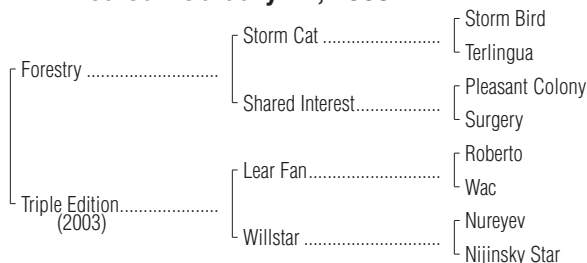 Storm Bird
Storm Cat ................................
Terlingua
Forestry ....................................
Pleasant Colony
Shared Interest.......................
Surgery
Roberto
Lear Fan...................................
Wac
Triple Edition...........................
(2003)
Nureyev
Willstar ....................................
Nijinsky Star